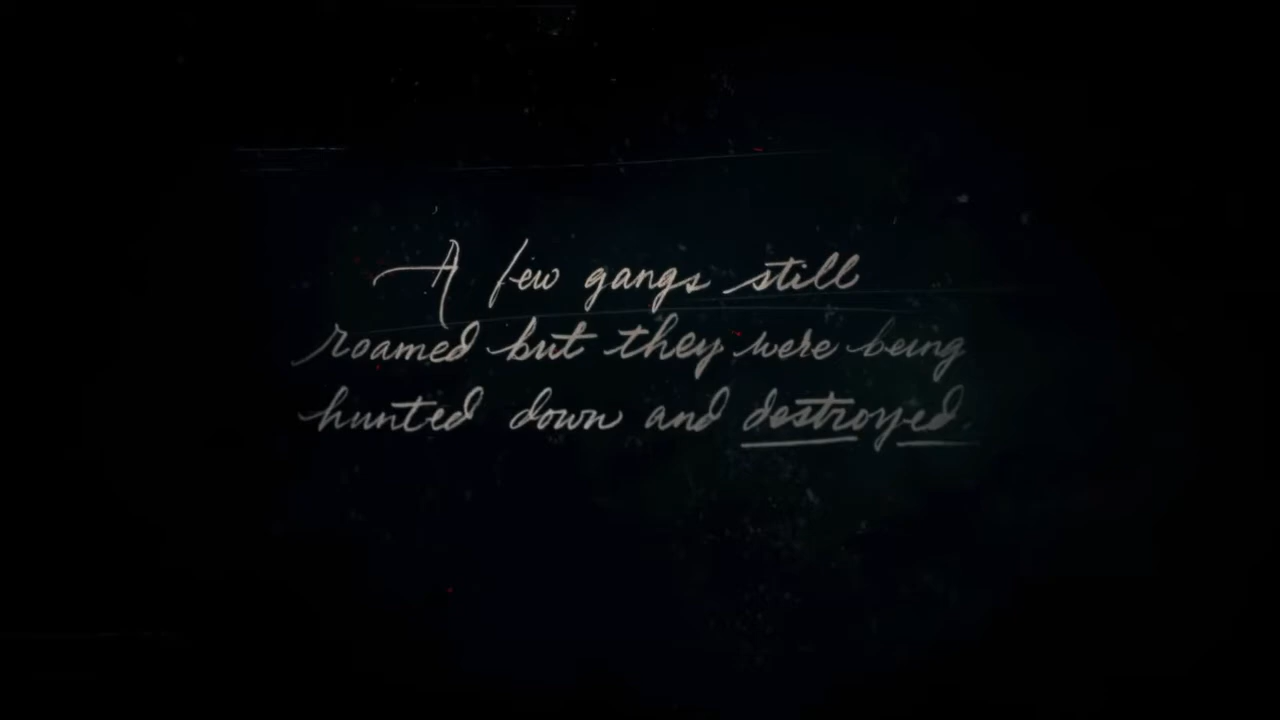 A few gangs still
roamed but they were being
hunted down and destroyed.